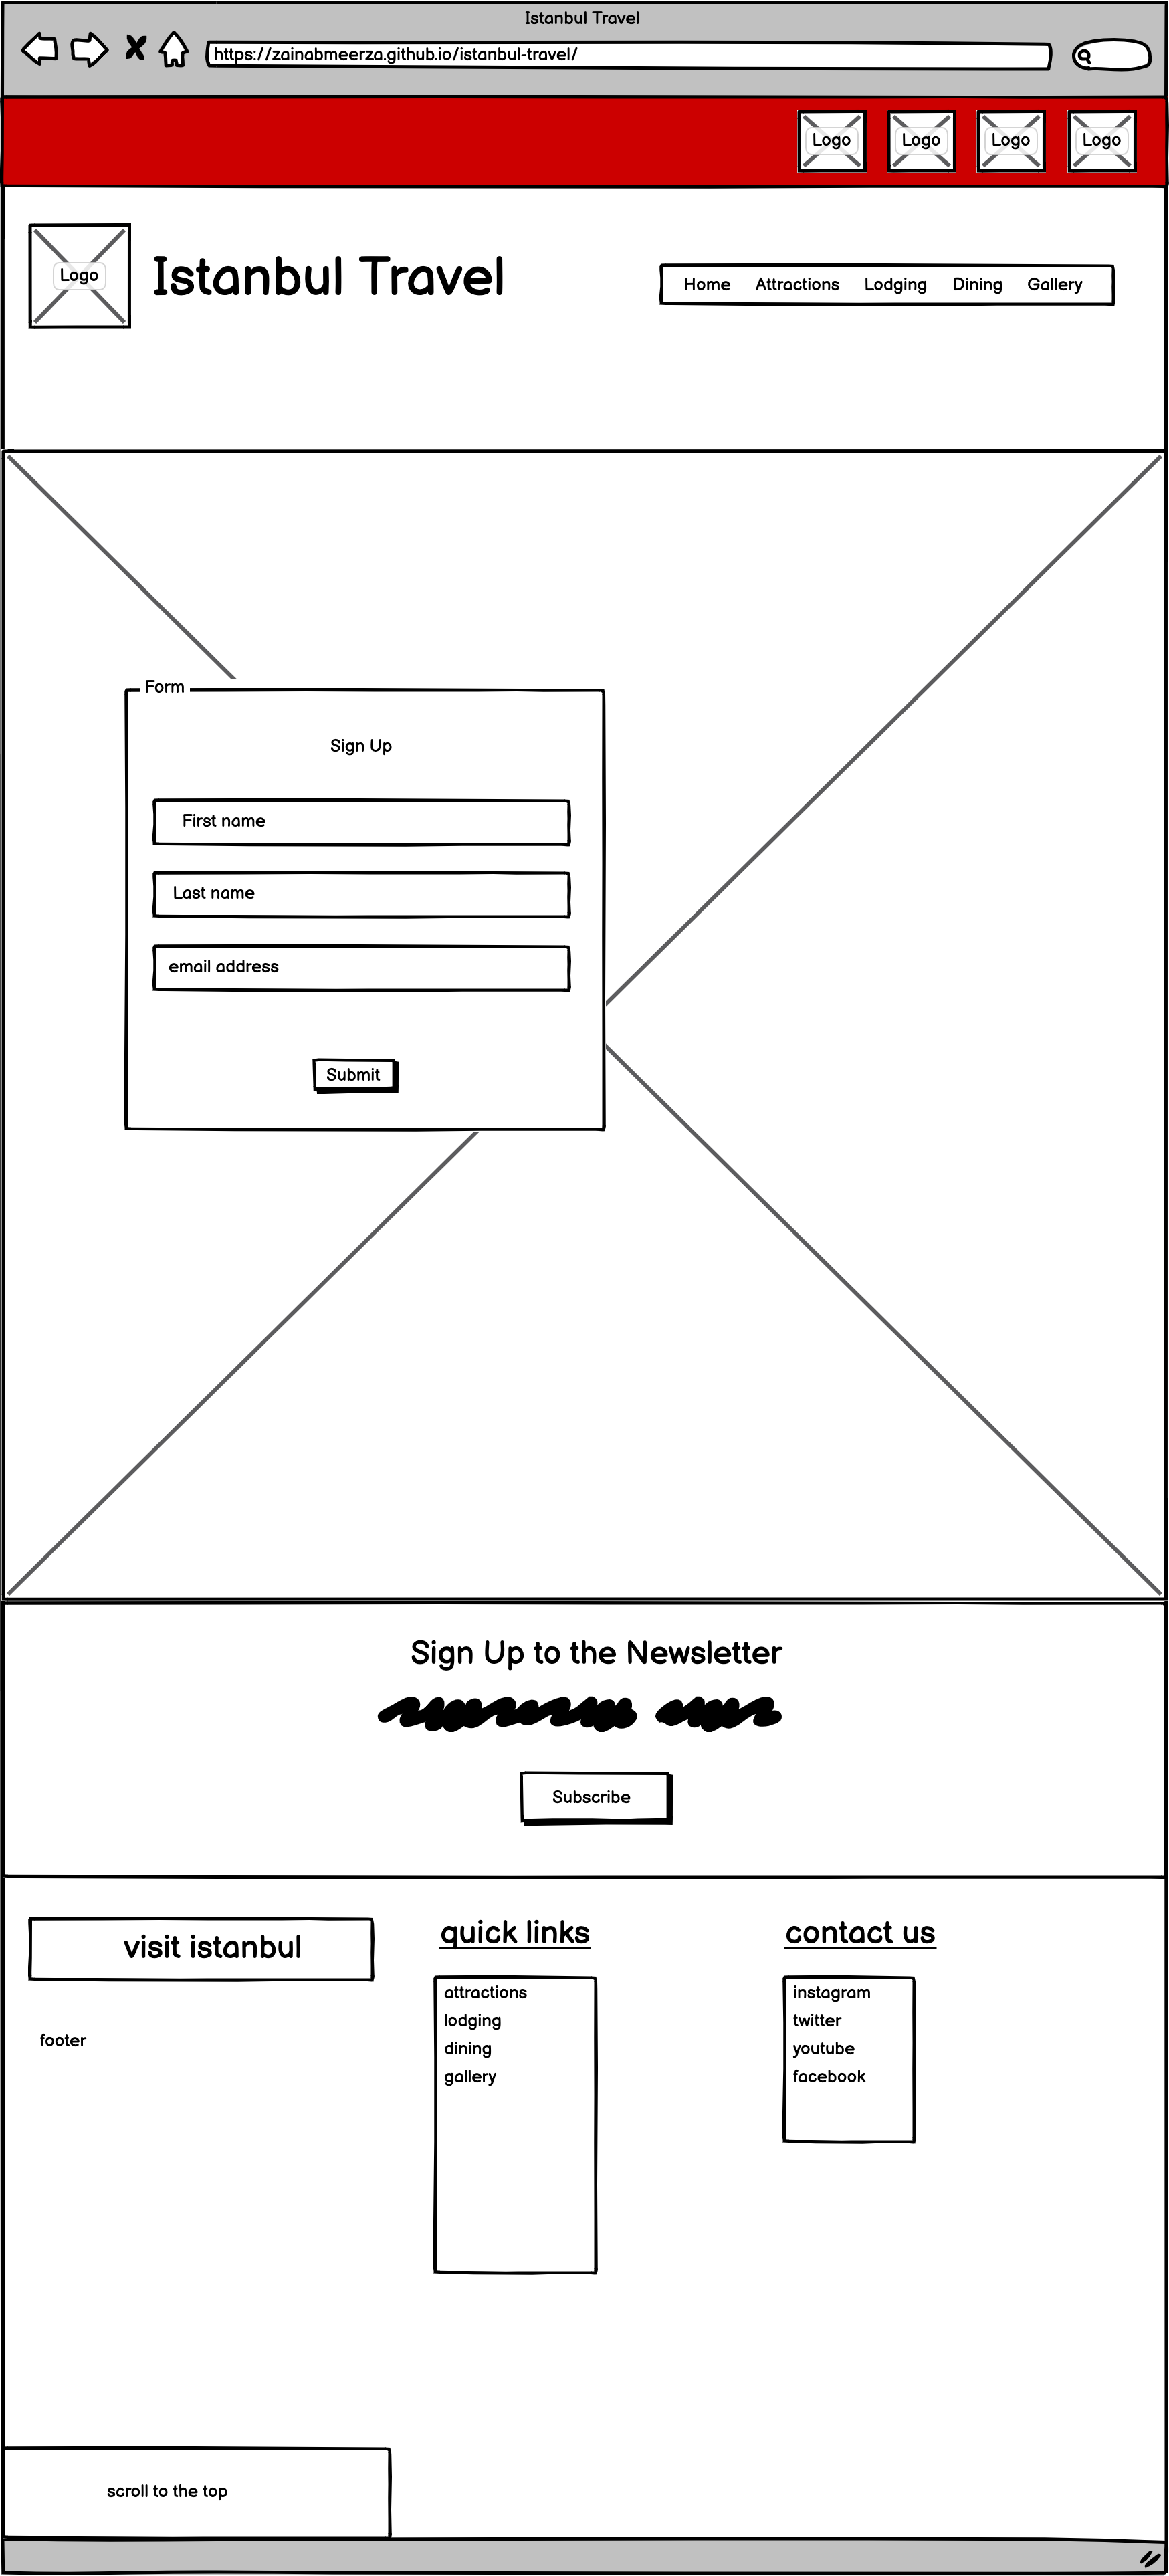 Istanbul Travel
https://zainabmeerza.github.io/istanbul-travel/
Logo Logo Logo Logo
Logo
Istanbul Travel
Home Attractions Lodging Dining Gallery
Form
Sign Up
First name
Last name
email address
Submit
Sign Up to the Newsletter
Subscribe
visit istanbul
footer
quick links
attractions
lodging
dining
gallery
contact us
instagram
twitter
youtube
facebook
scroll to the top